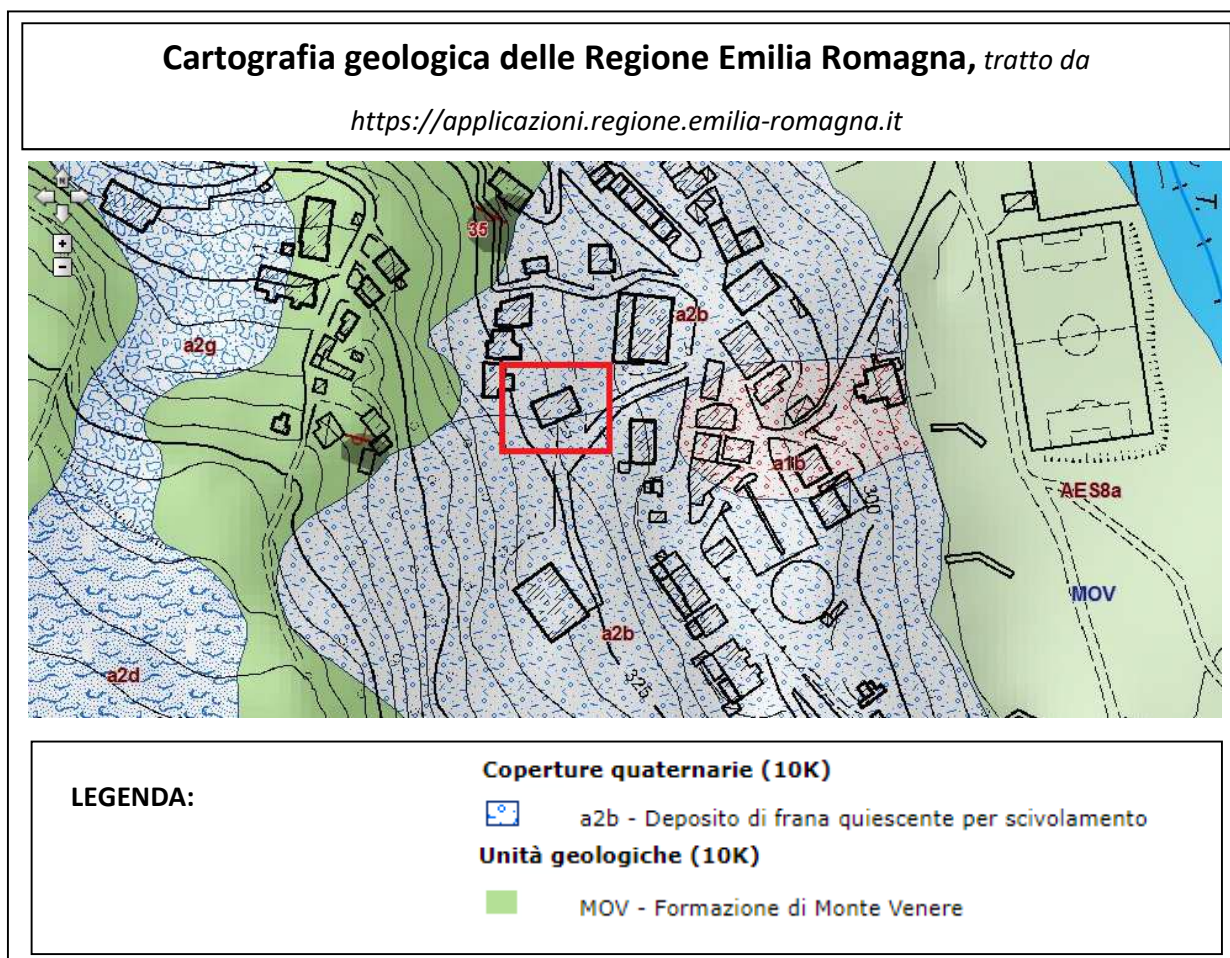 Cartografia geologica delle Regione Emilia Romagna, tratto da
https://applicazioni.regione.emilia-romagna.it
N
+
-
35
T.
a2g
a2b
a1b
300
AES8a
MOV
a2b
a2d
325
LEGENDA:
Coperture quaternarie (10K)
a2b - Deposito di frana quiescente per scivolamento
Unità geologiche (10K)
MOV - Formazione di Monte Venere